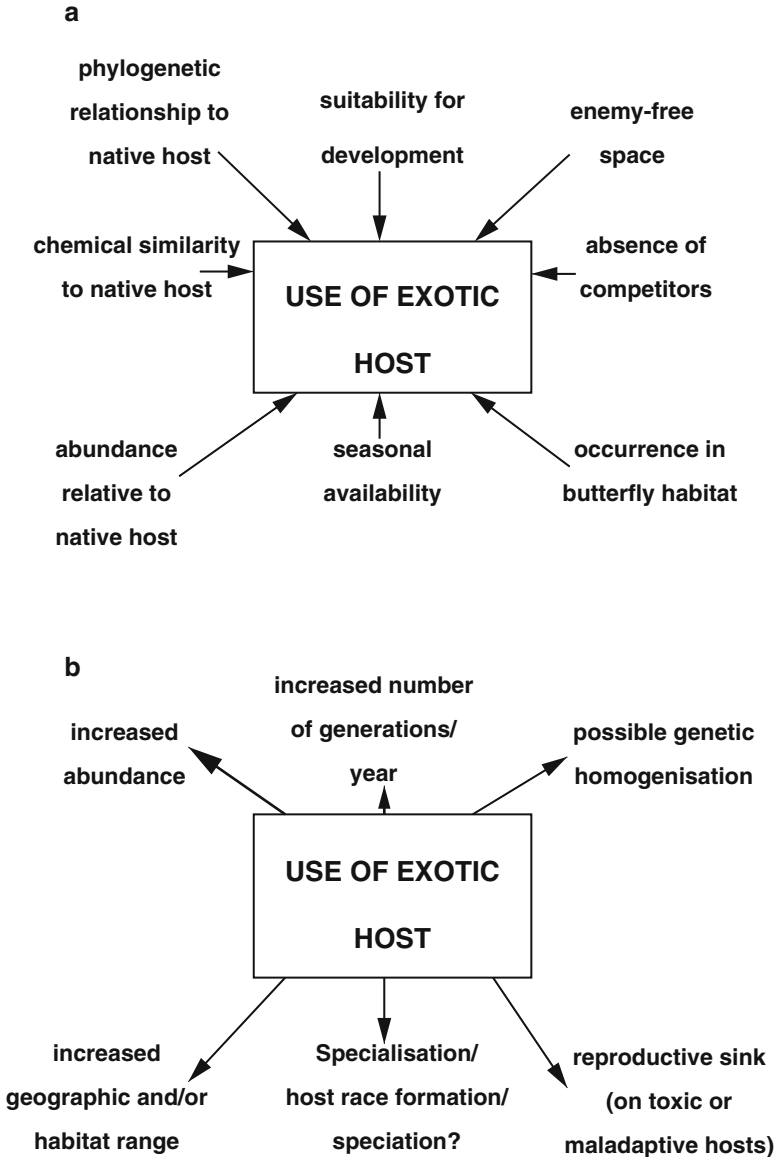 a
phylogenetic
relationship to
native host
suitability for
development
enemy-free
space
chemical similarity
to native host
USE OF EXOTIC
HOST
absence of
competitors
abundance
relative to
native host
seasonal
availability
occurrence in
butterfly habitat
b
increased
abundance
increased number
of generations/
year
possible genetic
homogenisation
USE OF EXOTIC
HOST
increased
geographic and/or
habitat range
Specialisation/
host race formation/
speciation?
reproductive sink
(on toxic or
maladaptive hosts)